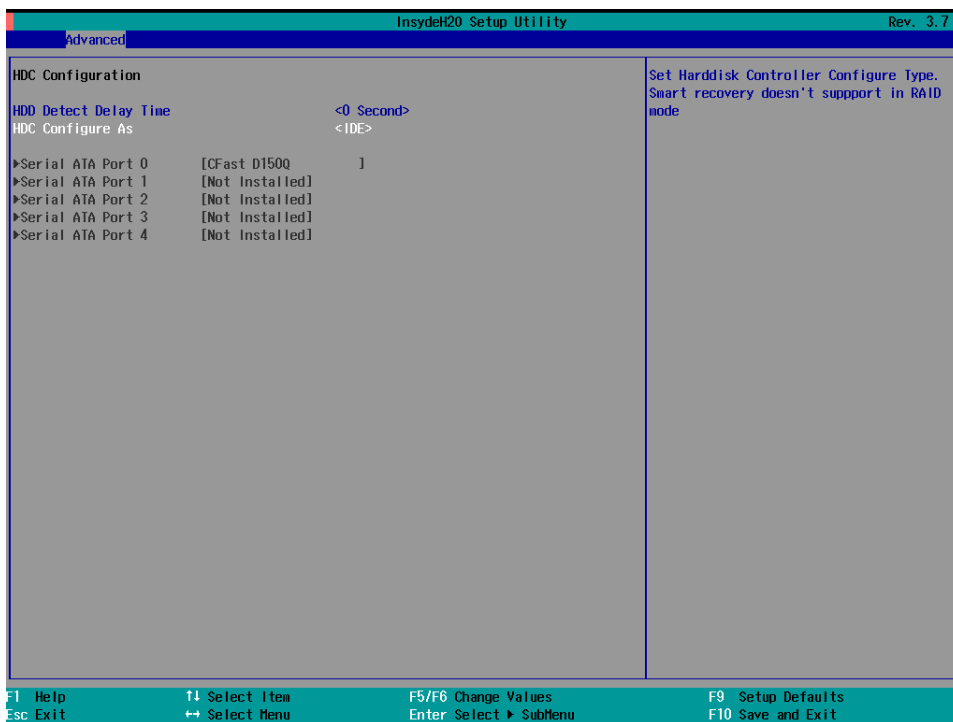 InsydeH20 Setup Utility Rev. 3.7
Advanced
HDC Configuration
HDD Detect Delay Time <0 Second>
HDC Configure As <IDE>
▶Serial ATA Port 0 [CFast D150Q ]
▶Serial ATA Port 1 [Not Installed]
▶Serial ATA Port 2 [Not Installed]
▶Serial ATA Port 3 [Not Installed]
▶Serial ATA Port 4 [Not Installed]
Set Harddisk Controller Configure Type.
Smart recovery doesn't suppport in RAID
mode
F1 Help ↑↓ Select Item F5/F6 Change Values F9 Setup Defaults
Esc Exit ↔ Select Menu Enter Select ▶ SubMenu F10 Save and Exit